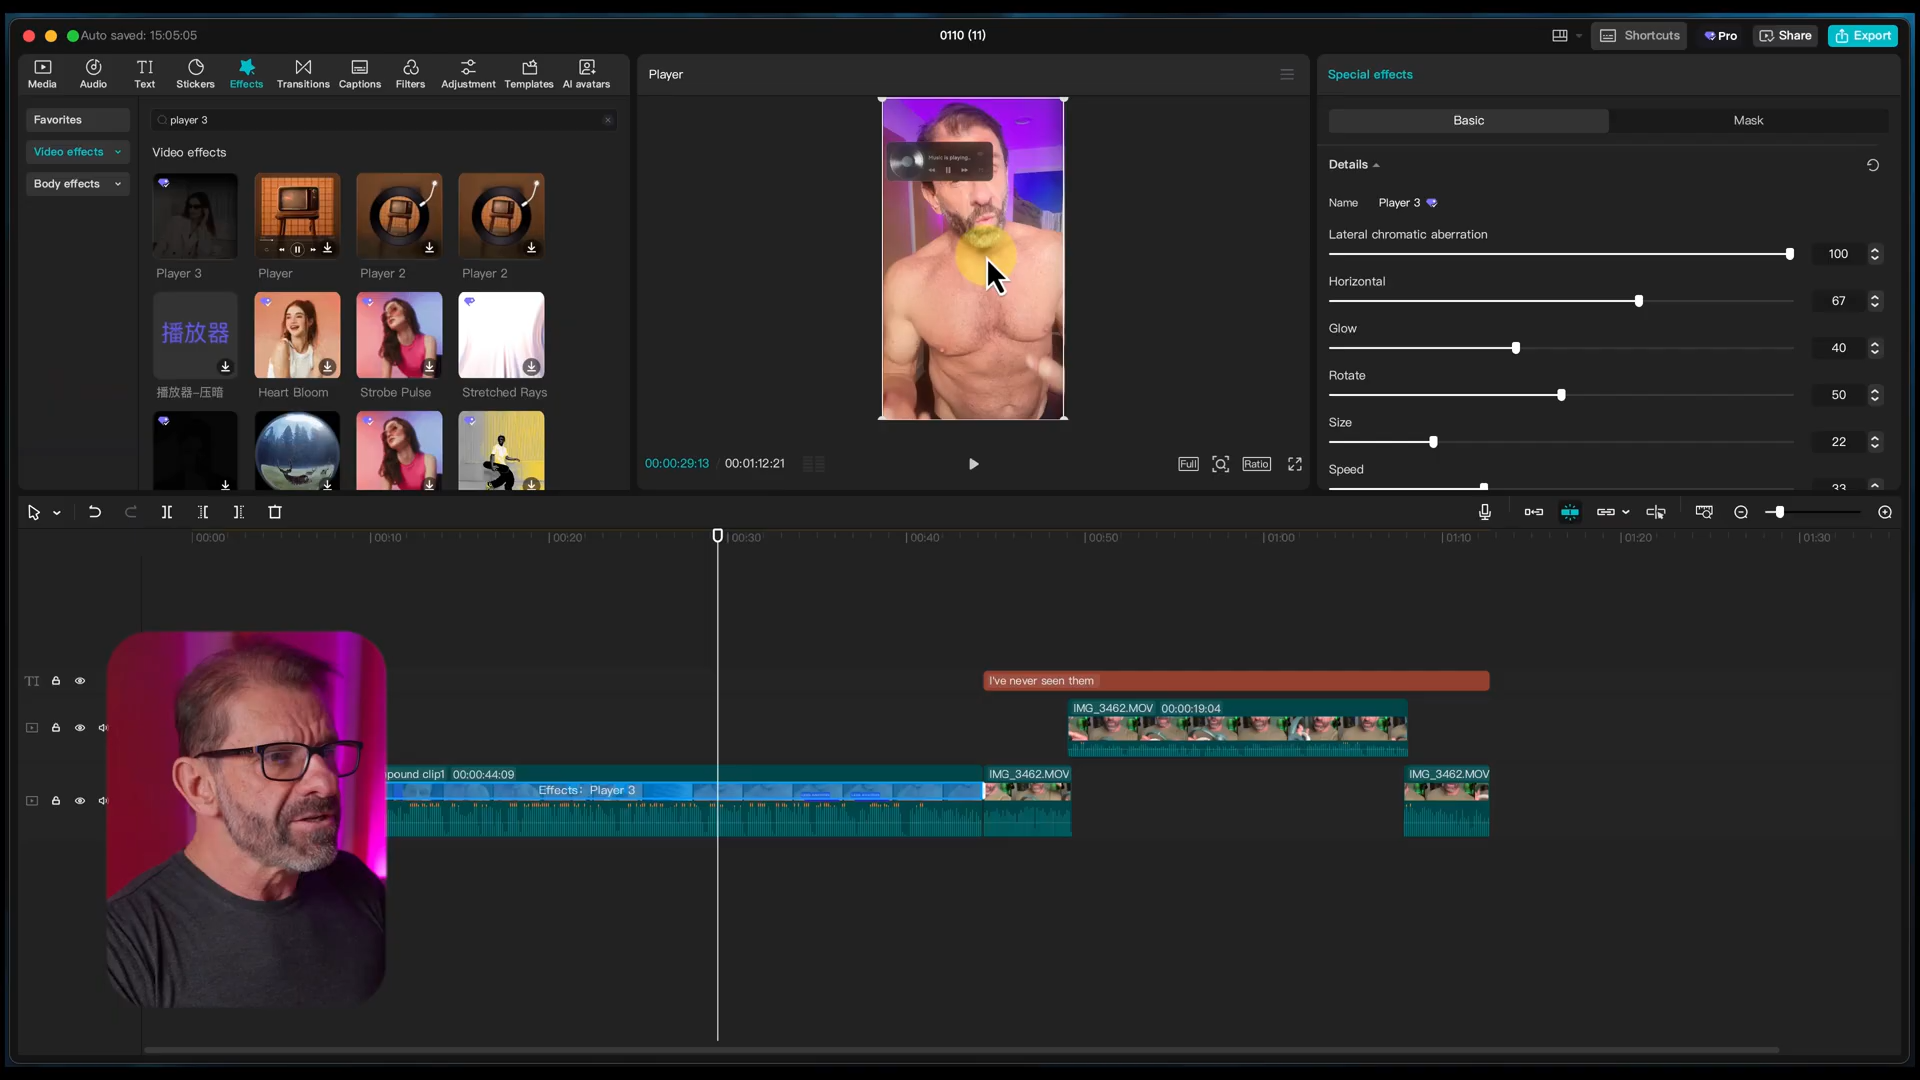 Auto saved: 15:05:05
0110 (11)
Shortcuts
Pro
Share
Export
Media
Audio
TI
Text
Stickers
Effects
Transitions
Captions
Filters
Adjustment
Templates
AI avatars
Player
Special effects
Favorites
player 3
Basic
Mask
Video effects
Video effects
Body effects
Details
Name
Player 3
Music is playing..
Lateral chromatic aberration
100
Player 3
Player
Player 2
Player 2
Horizontal
67
播放器
Glow
40
Rotate
50
播放器-压暗
Heart Bloom
Strobe Pulse
Stretched Rays
Size
22
00:00:29:13
00:01:12:21
Full
Ratio
Speed
33
00:00
00:10
00:20
00:30
00:40
00:50
01:00
01:10
01:20
01:30
TI
I've never seen them
IMG_3462.MOV 00:00:19:04
pound clip1 00:00:44:09
IMG_3462.MOV
IMG_3462.MOV
Effects: Player 3